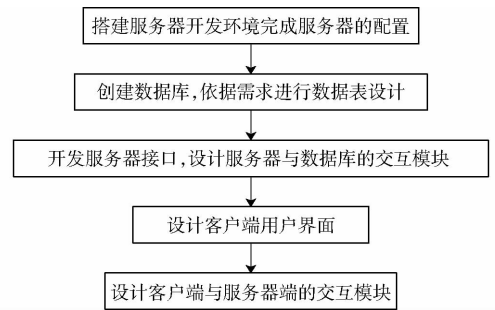 搭建服务器开发环境完成服务器的配置
创建数据库,依据需求进行数据表设计
开发服务器接口,设计服务器与数据库的交互模块
设计客户端用户界面
设计客户端与服务器端的交互模块